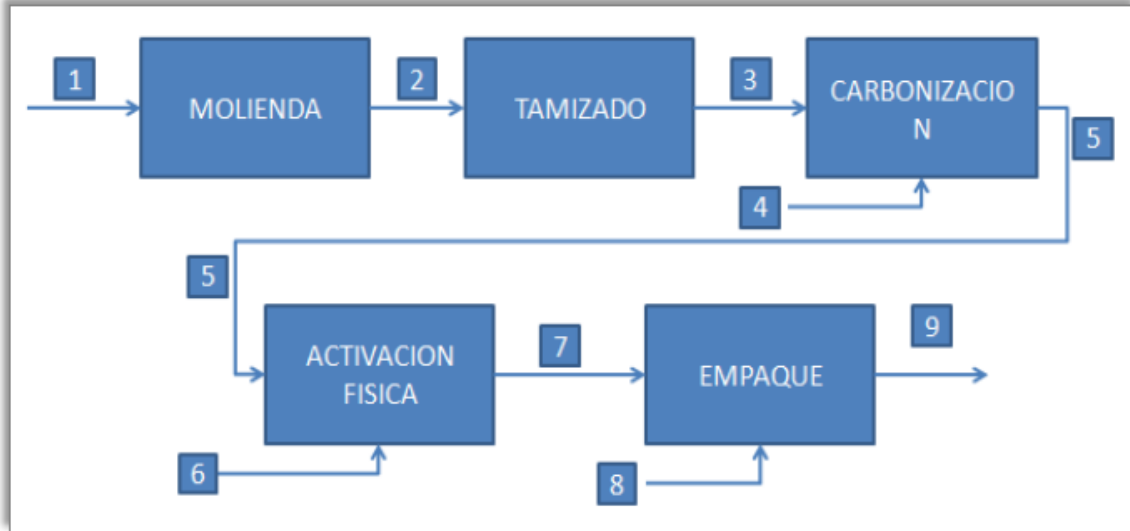 1
MOLIENDA
2
TAMIZADO
3
CARBONIZACIO
N
5
4
5
ACTIVACION
FISICA
7
EMPAQUE
9
6
8